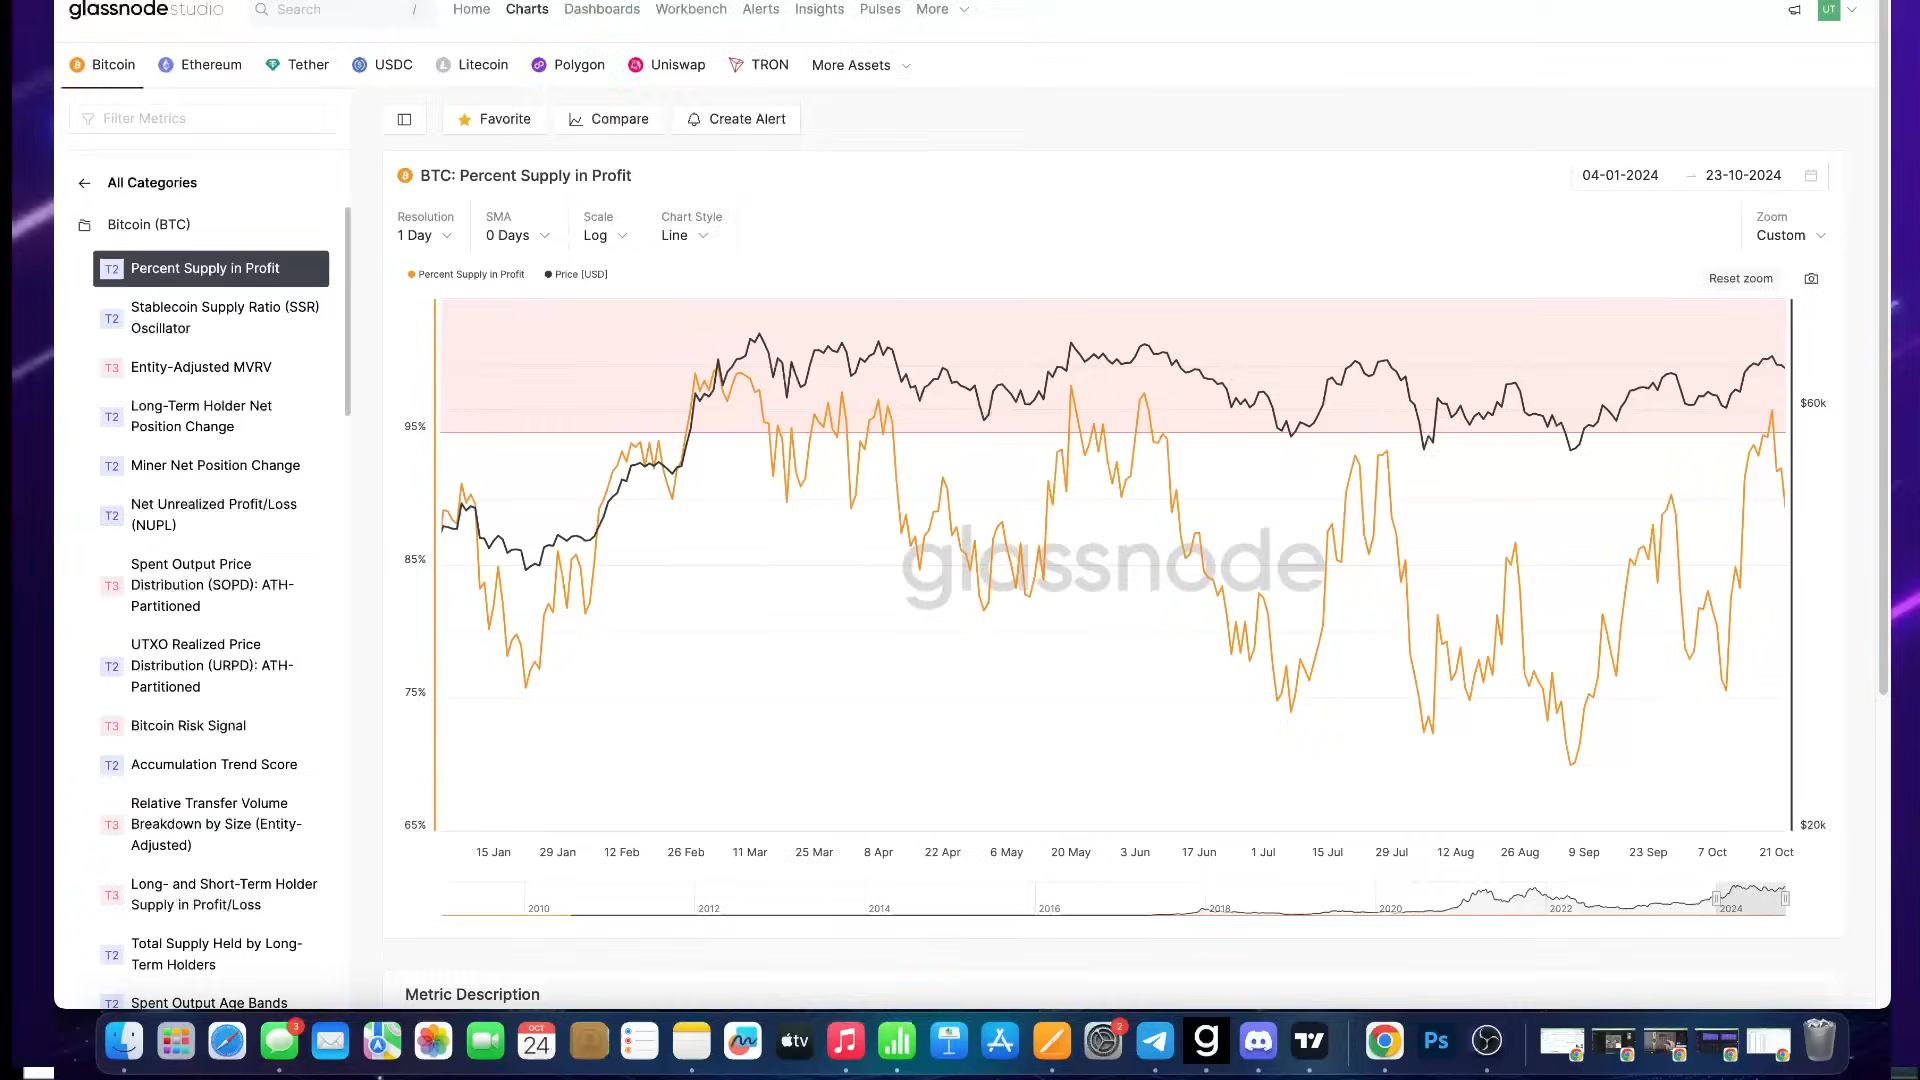 glassnode studio
Search
/
Home
Charts
Dashboards
Workbench
Alerts
Insights
Pulses
More
UT
Bitcoin
Ethereum
Tether
USDC
Litecoin
Polygon
Uniswap
TRON
More Assets
Filter Metrics
Favorite
Compare
Create Alert
All Categories
Bitcoin (BTC)
T2 Percent Supply in Profit
T2 Stablecoin Supply Ratio (SSR)
Oscillator
T3 Entity-Adjusted MVRV
T2 Long-Term Holder Net
Position Change
T2 Miner Net Position Change
T2 Net Unrealized Profit/Loss
(NUPL)
T3 Spent Output Price
Distribution (SOPD): ATH-
Partitioned
T2 UTXO Realized Price
Distribution (URPD): ATH-
Partitioned
T3 Bitcoin Risk Signal
T2 Accumulation Trend Score
T3 Relative Transfer Volume
Breakdown by Size (Entity-
Adjusted)
T3 Long- and Short-Term Holder
Supply in Profit/Loss
T2 Total Supply Held by Long-
Term Holders
T2 Spent Output Age Bands
BTC: Percent Supply in Profit
04-01-2024 → 23-10-2024
Resolution
1 Day
SMA
0 Days
Scale
Log
Chart Style
Line
Zoom
Custom
Percent Supply in Profit
Price [USD]
Reset zoom
95%
85%
75%
65%
$60k
$20k
glassnode
15 Jan
29 Jan
12 Feb
26 Feb
11 Mar
25 Mar
8 Apr
22 Apr
6 May
20 May
3 Jun
17 Jun
1 Jul
15 Jul
29 Jul
12 Aug
26 Aug
9 Sep
23 Sep
7 Oct
21 Oct
2010
2012
2014
2016
2018
2020
2022
2024
Metric Description
3
OCT
24
tv
2
g
Ps